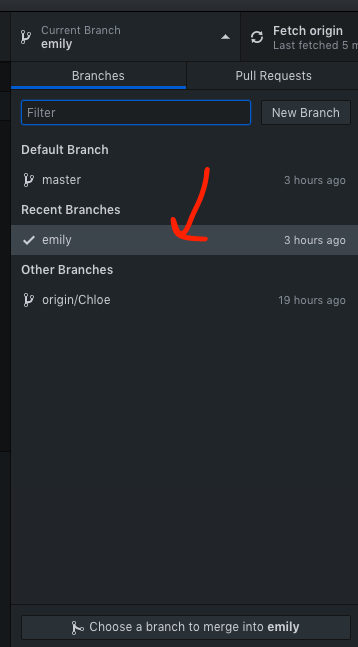 Current Branch
emily
Fetch origin
Last fetched 5 m
Branches
Pull Requests
Filter
New Branch
Default Branch
master 3 hours ago
Recent Branches
emily 3 hours ago
Other Branches
origin/Chloe 19 hours ago
Choose a branch to merge into emily